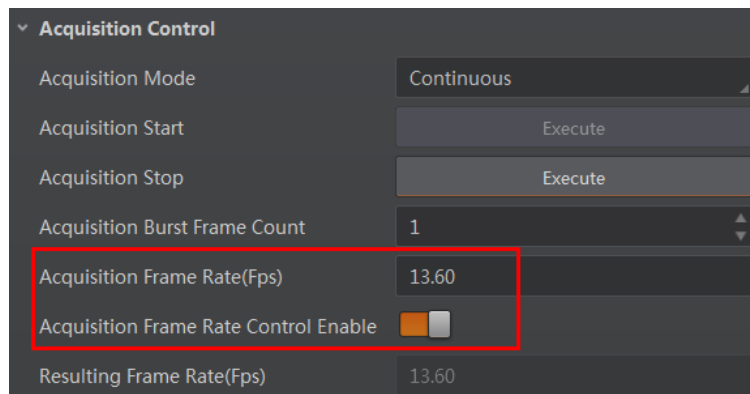 Acquisition Control
Acquisition Mode Continuous
Acquisition Start Execute
Acquisition Stop Execute
Acquisition Burst Frame Count 1
Acquisition Frame Rate(Fps) 13.60
Acquisition Frame Rate Control Enable
Resulting Frame Rate(Fps) 13.60